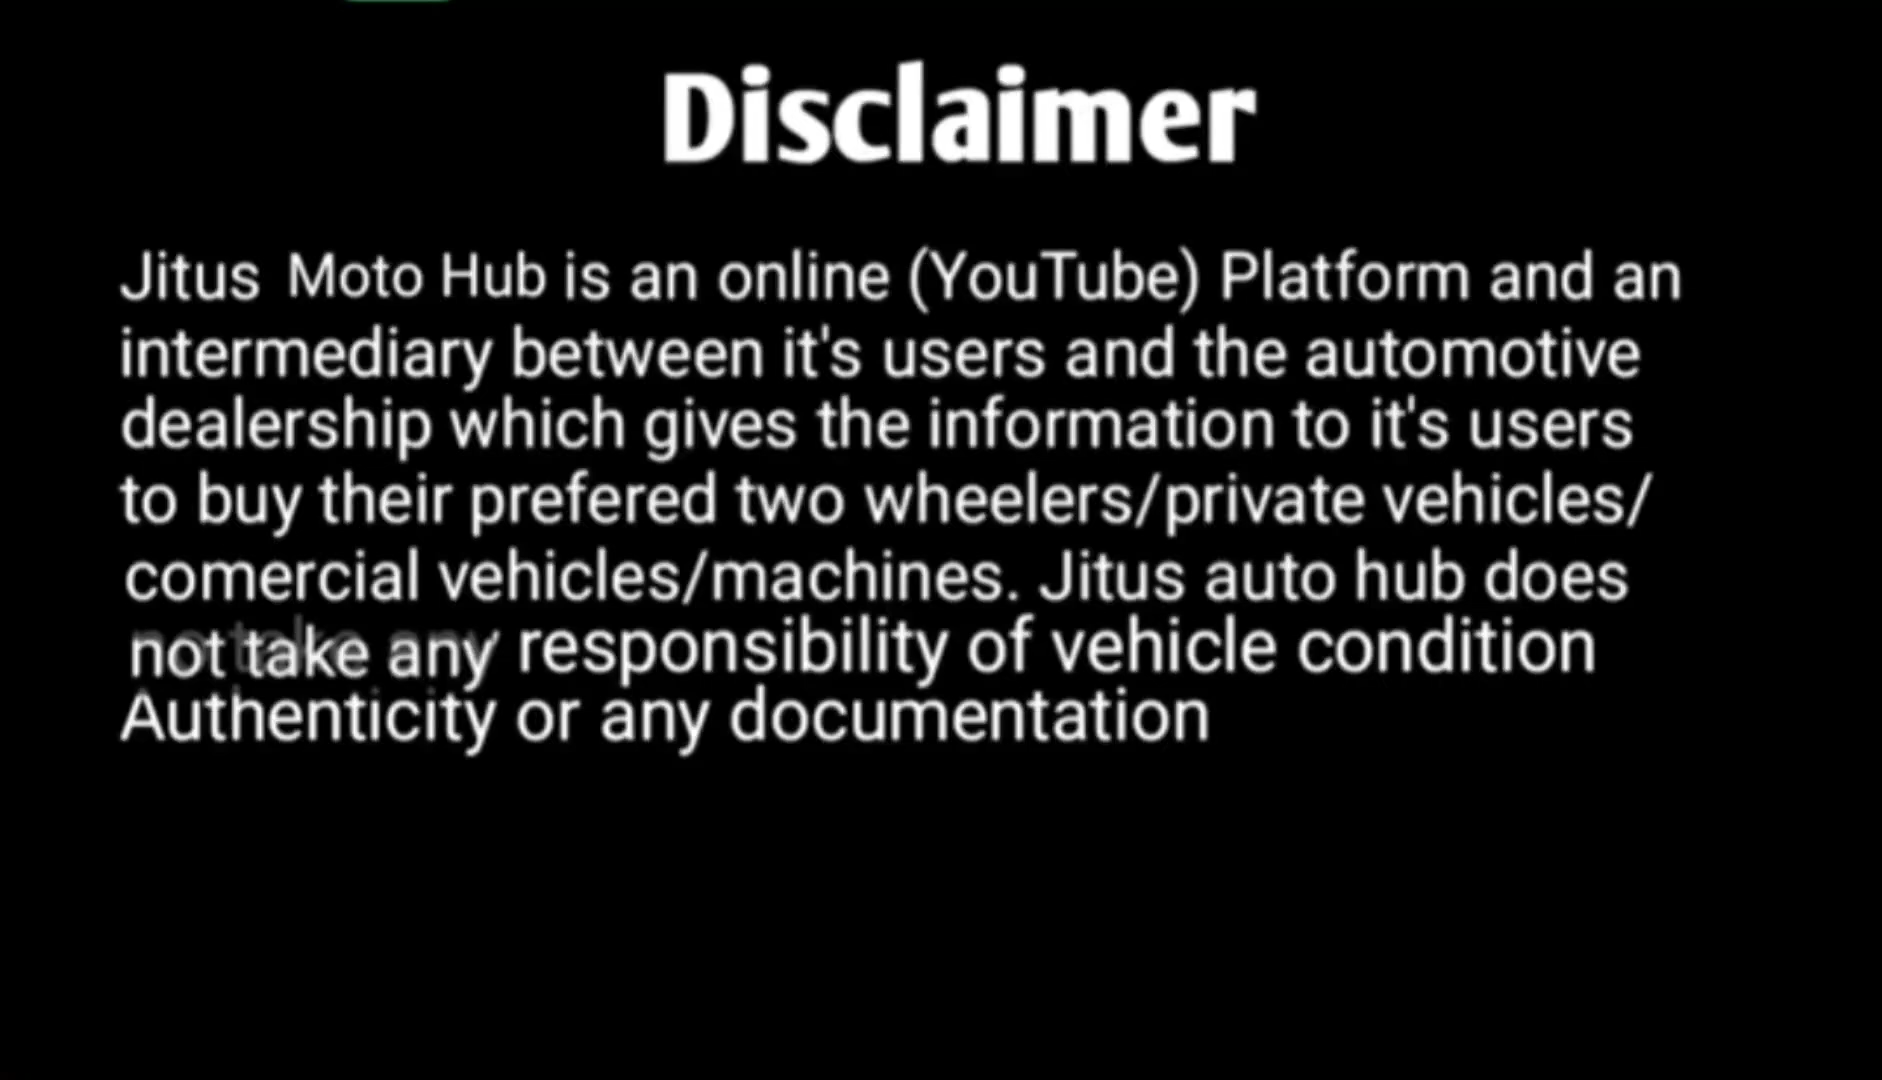 Disclaimer
Jitus Moto Hub is an online (YouTube) Platform and an
intermediary between it's users and the automotive
dealership which gives the information to it's users
to buy their prefered two wheelers/private vehicles/
comercial vehicles/machines. Jitus auto hub does
not take any responsibility of vehicle condition
Authenticity or any documentation